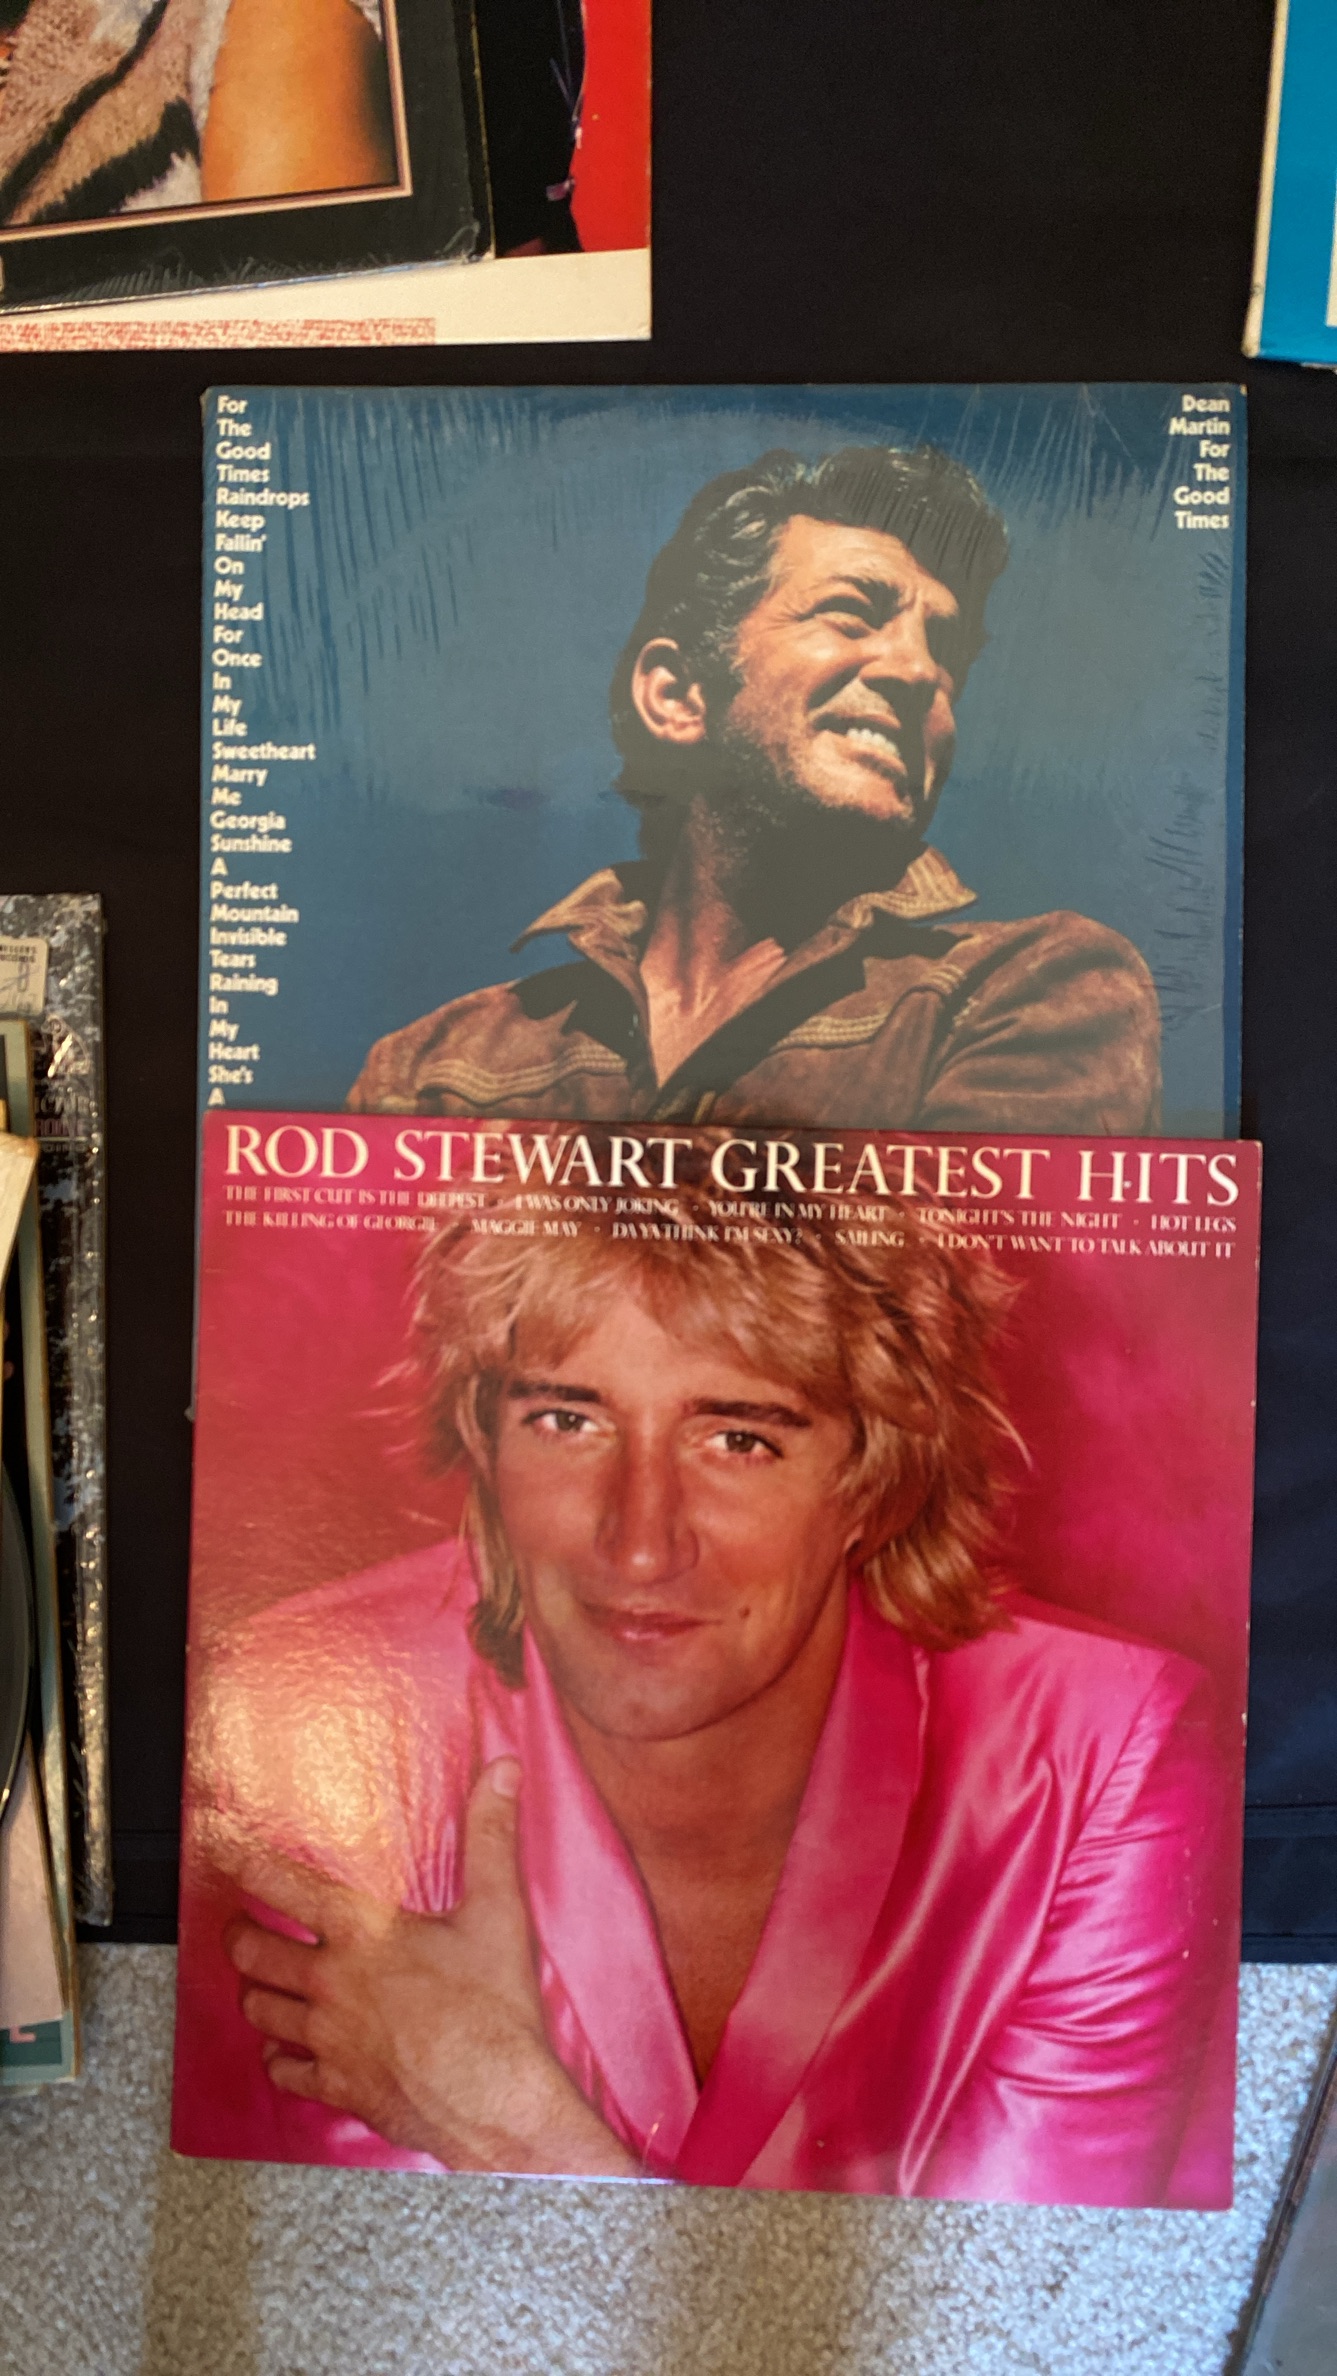 For
The
Good
Times
Raindrops
Keep
Fallin'
On
My
Head
For
Once
In
My
Life
Sweetheart
Marry
Me
Georgia
Sunshine
A
Perfect
Mountain
Invisible
Tears
Raining
In
My
Heart
She's
A
Dean
Martin
For
The
Good
Times
ROD STEWART GREATEST HITS
THE FIRST CUT IS THE DEEPEST • I WAS ONLY JOKING • YOU'RE IN MY HEART • TONIGHT'S THE NIGHT • HOT LEGS
THE KILLING OF GEORGIE • MAGGIE MAY • DA YA THINK I'M SEXY? • SAILING • I DON'T WANT TO TALK ABOUT IT